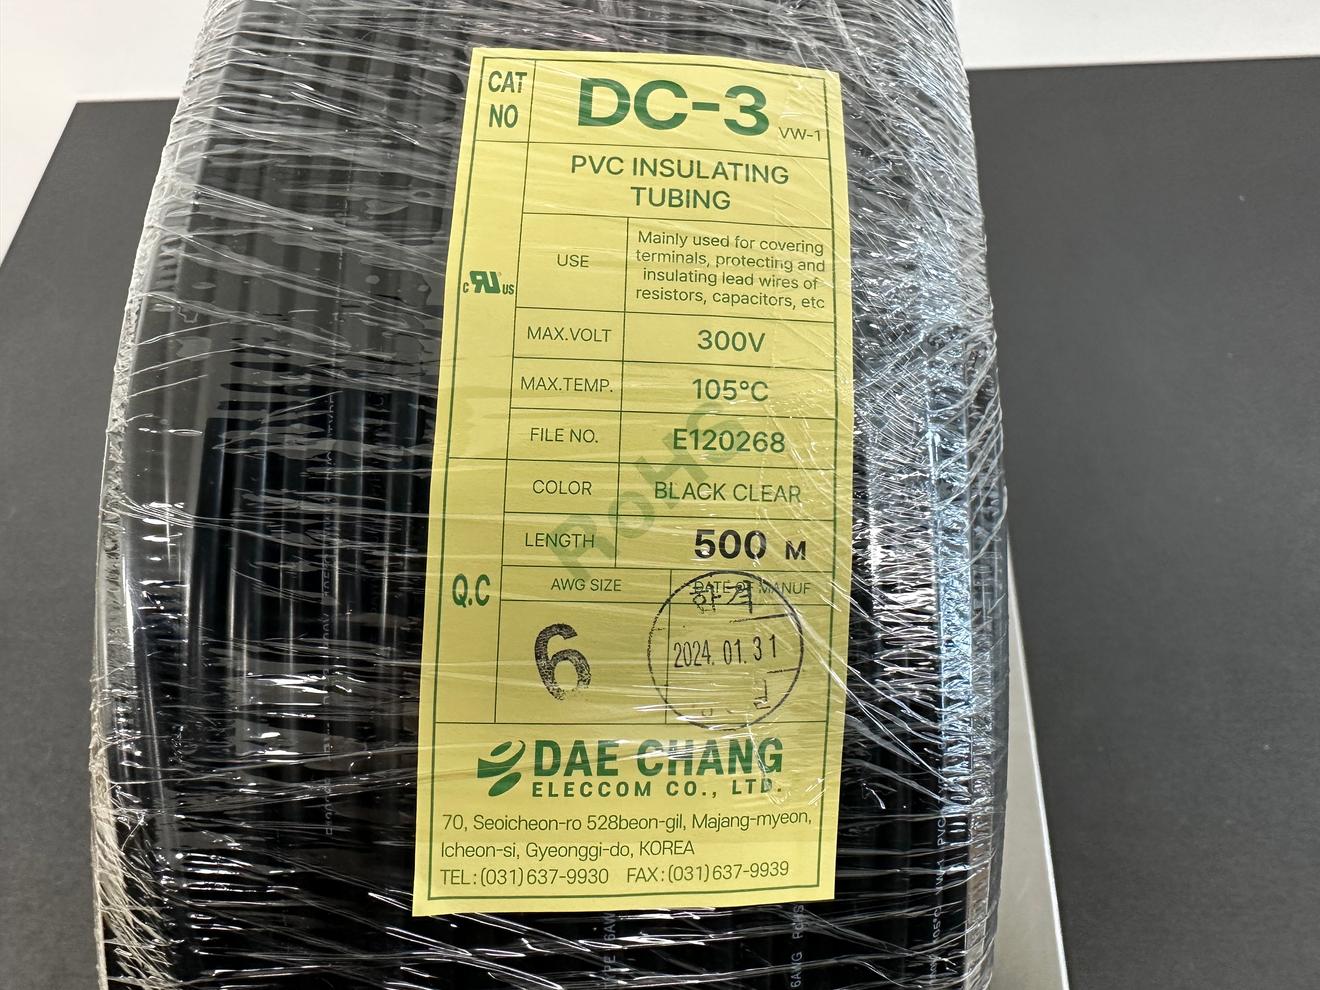 CAT
NO
DC-3 VW-1
PVC INSULATING
TUBING
c RU US
USE
Mainly used for covering
terminals, protecting and
insulating lead wires of
resistors, capacitors, etc
MAX.VOLT 300V
MAX.TEMP. 105°C
FILE NO. E120268
COLOR BLACK CLEAR
LENGTH 500 M
RoHS
Q.C
AWG SIZE DATE OF MANUF
6
합격
2024. 01. 31
DAE CHANG
ELECCOM CO., LTD.
70, Seoicheon-ro 528beon-gil, Majang-myeon,
Icheon-si, Gyeonggi-do, KOREA
TEL : (031) 637-9930 FAX : (031) 637-9939
6AWG RoHS